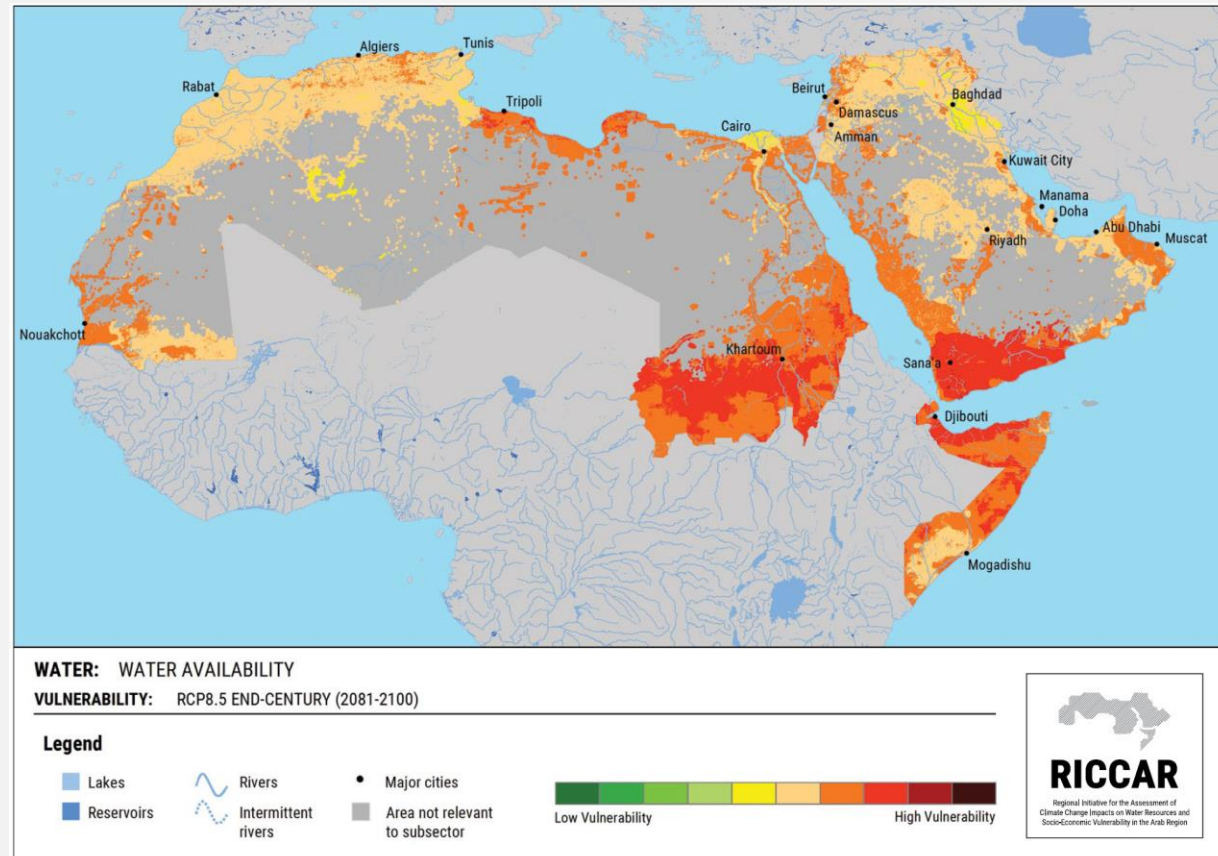 Algiers
Tunis
Rabat
Tripoli
Beirut
Damascus
Amman
Baghdad
Cairo
Kuwait City
Manama
Doha
Riyadh
Abu Dhabi
Muscat
Nouakchott
Khartoum
Sana'a
Djibouti
Mogadishu
WATER: WATER AVAILABILITY
VULNERABILITY: RCP8.5 END-CENTURY (2081-2100)
Legend
Lakes
Rivers
Major cities
Reservoirs
Intermittent
rivers
Area not relevant
to subsector
Low Vulnerability
High Vulnerability
RICCAR
Regional Initiative for the Assessment of
Climate Change Impacts on Water Resources and
Socio-Economic Vulnerability in the Arab Region